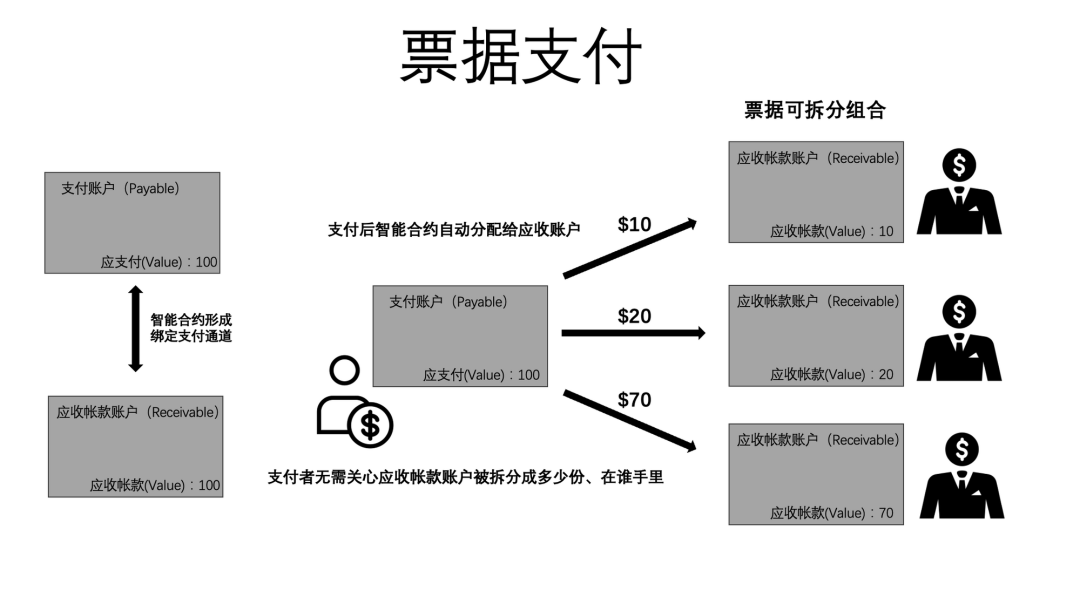 票据支付
票据可拆分组合
支付账户（Payable）
应支付(Value)：100
智能合约形成
绑定支付通道
应收帐款账户（Receivable）
应收帐款(Value)：100
支付后智能合约自动分配给应收账户
支付账户（Payable）
应支付(Value)：100
$
支付者无需关心应收帐款账户被拆分成多少份、在谁手里
$10
$20
$70
应收帐款账户（Receivable）
应收帐款(Value)：10
$
应收帐款账户（Receivable）
应收帐款(Value)：20
$
应收帐款账户（Receivable）
应收帐款(Value)：70
$